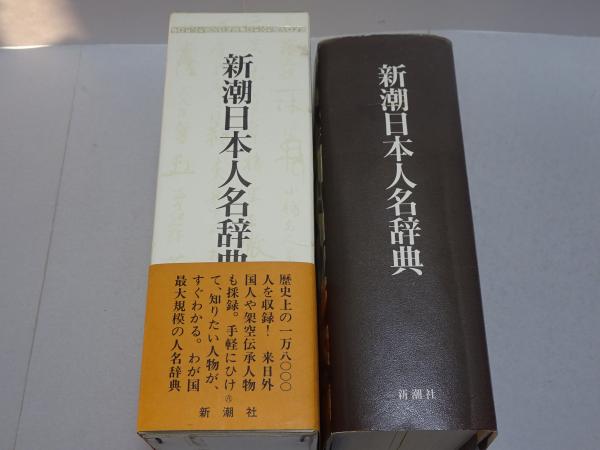 新潮日本人名辞典
歴史上の一万八〇〇〇
人を収録！ 来日外
国人や架空伝承人物
も採録。手軽にひけ
て、知りたい人物が、
すぐわかる。わが国
最大規模の人名辞典
新潮社
新潮日本人名辞典
新潮社